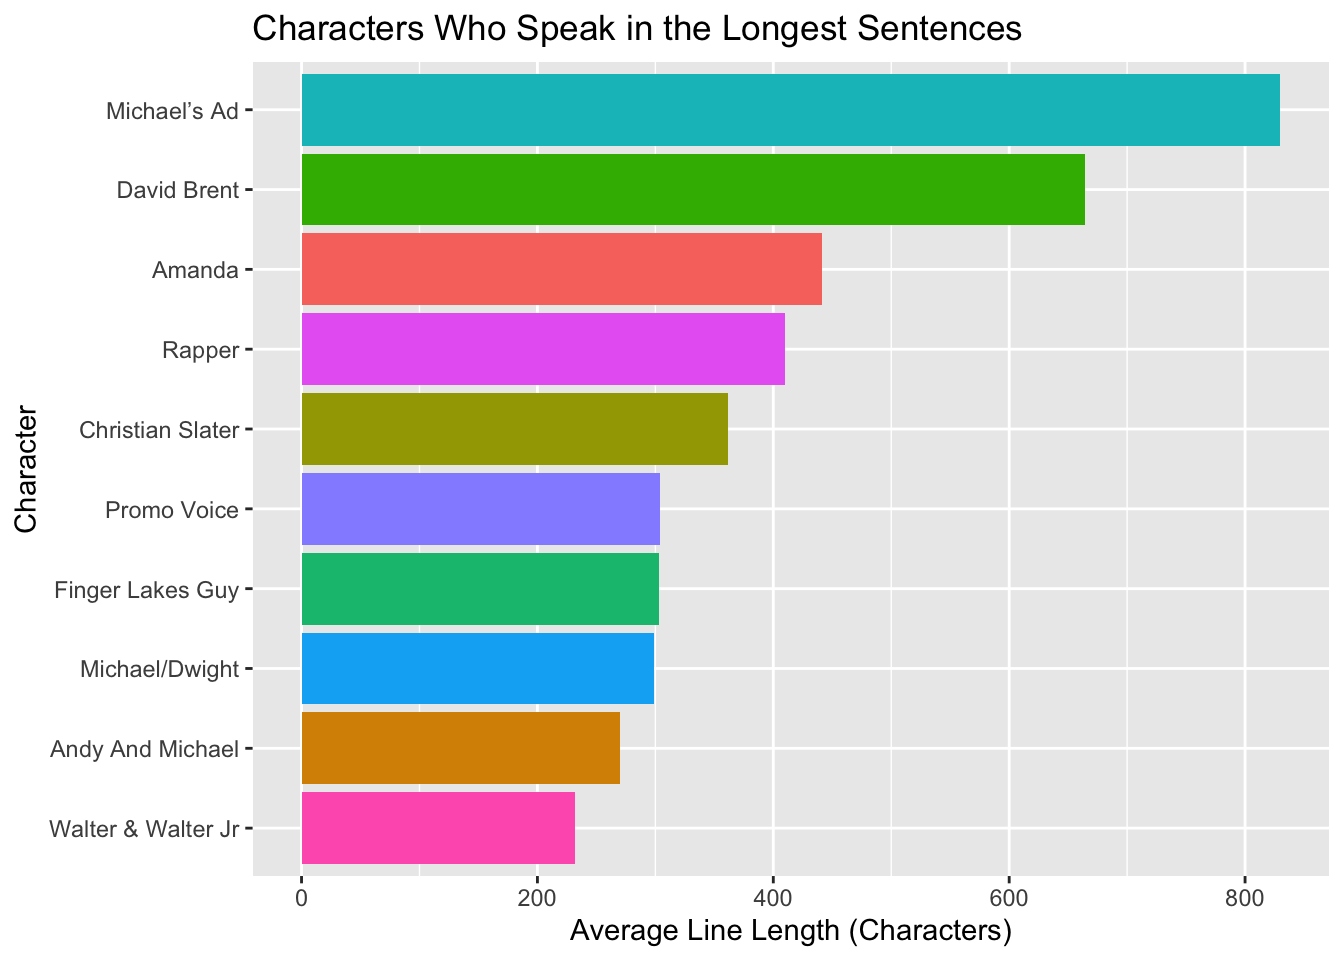 Characters Who Speak in the Longest Sentences
Michael’s Ad
David Brent
Amanda
Rapper
Christian Slater
Promo Voice
Finger Lakes Guy
Michael/Dwight
Andy And Michael
Walter & Walter Jr
Character
0 200 400 600 800
Average Line Length (Characters)